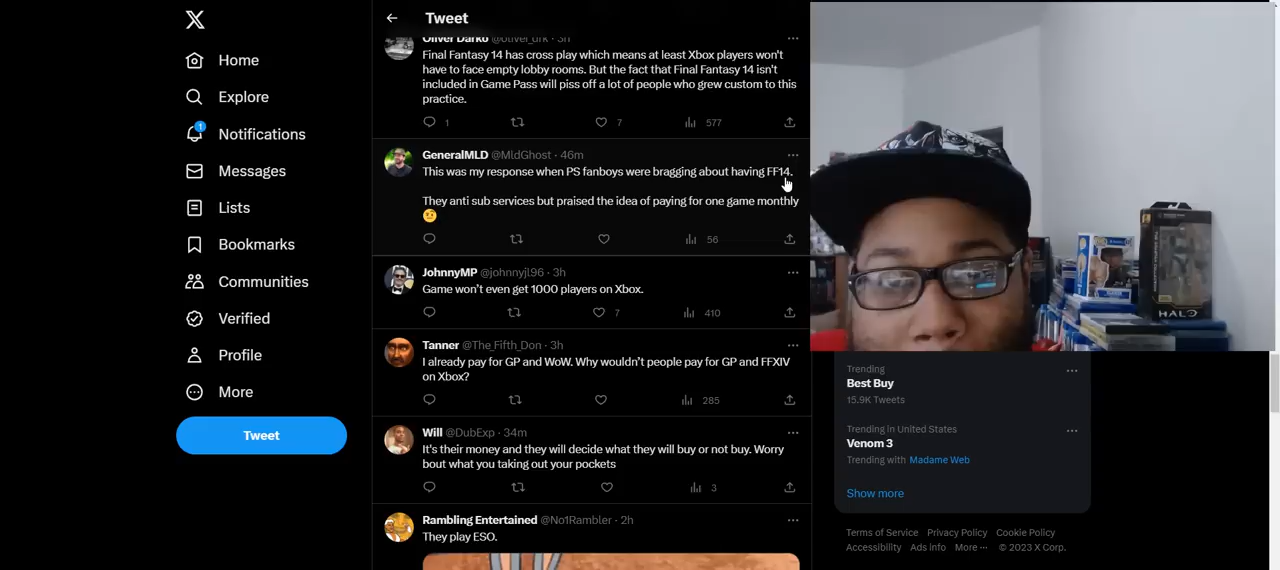 Tweet
Home
Explore
1
Notifications
Messages
Lists
Bookmarks
Communities
Verified
Profile
More
Tweet
Oliver Darko @oliver_drk · 3h
Final Fantasy 14 has cross play which means at least Xbox players won't
have to face empty lobby rooms. But the fact that Final Fantasy 14 isn't
included in Game Pass will piss off a lot of people who grew custom to this
practice.
1 7 577
GeneralMLD @MldGhost · 46m
This was my response when PS fanboys were bragging about having FF14.
They anti sub services but praised the idea of paying for one game monthly
🤨
56
JohnnyMP @johnnyjl96 · 3h
Game won't even get 1000 players on Xbox.
7 410
Tanner @The_Fifth_Don · 3h
I already pay for GP and WoW. Why wouldn't people pay for GP and FFXIV
on Xbox?
285
Will @DubExp · 34m
It's their money and they will decide what they will buy or not buy. Worry
bout what you taking out your pockets
3
Rambling Entertained @No1Rambler · 2h
They play ESO.
HALO
Trending
Best Buy
15.9K Tweets
Trending in United States
Venom 3
Trending with Madame Web
Show more
Terms of Service Privacy Policy Cookie Policy
Accessibility Ads info More ··· © 2023 X Corp.